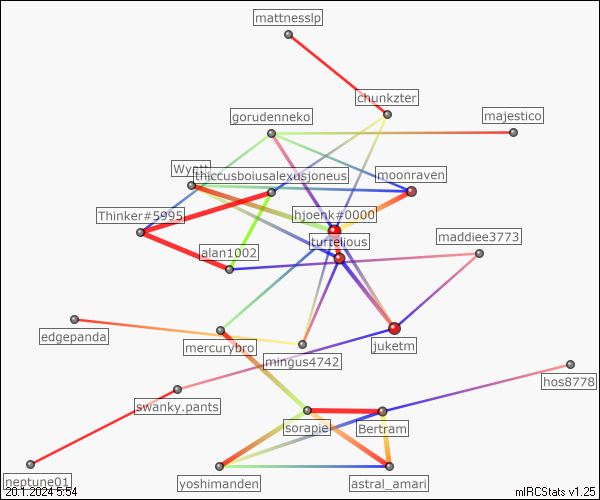 mattnesslp
chunkzter
gorudenneko
majestico
thiccusboiusalexusjoneus
moonraven
Thinker#5995
hjoenk#0000
turtelious
maddiee3773
alan1002
edgepanda
mercurybro
juketm
mingus4742
hos8778
swanky.pants
sorapie
Bertram
neptune01
yoshimanden
astral_amari
20.1.2024 5:54
mIRCStats v1.25